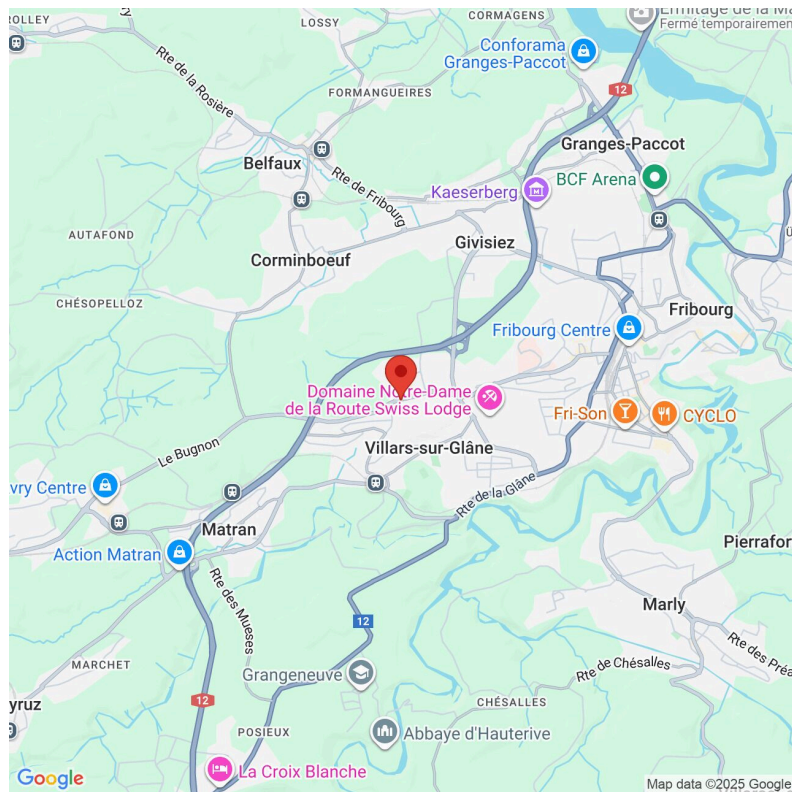 ROLLEY
LOSSY
CORMAGENS
Ermitage de la Ma
Fermé temporairemen
Conforama
Granges-Paccot
Rte de la Rosière
FORMANGUEIRES
12
Granges-Paccot
Belfaux
BCF Arena
Rte de Fribourg
Kaeserberg
AUTAFOND
Givisiez
Corminboeuf
CHÉSOPELLOZ
Fribourg
Fribourg Centre
Domaine Notre-Dame
de la Route Swiss Lodge
Fri-Son
CYCLO
Le Bugnon
Villars-sur-Glâne
vry Centre
Rte de la Glâne
Matran
Action Matran
Pierrafor
Rte des Mueses
Marly
12
Rte des Préa
MARCHET
Rte de Chésalles
Grangeneuve
12
yruz
CHÉSALLES
POSIEUX
Abbaye d'Hauterive
La Croix Blanche
Google
Map data ©2025 Google